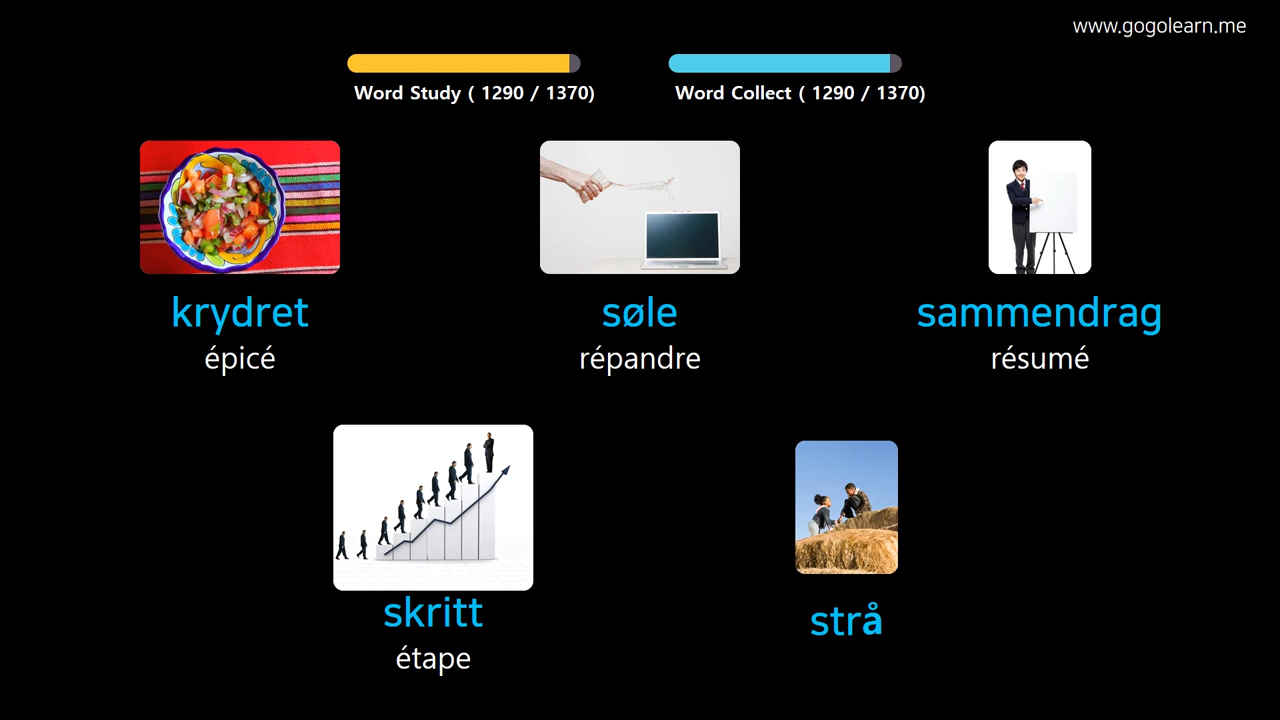 www.gogolearn.me
Word Study ( 1290 / 1370)
Word Collect ( 1290 / 1370)
krydret
épicé
søle
répandre
sammendrag
résumé
skritt
étape
strå